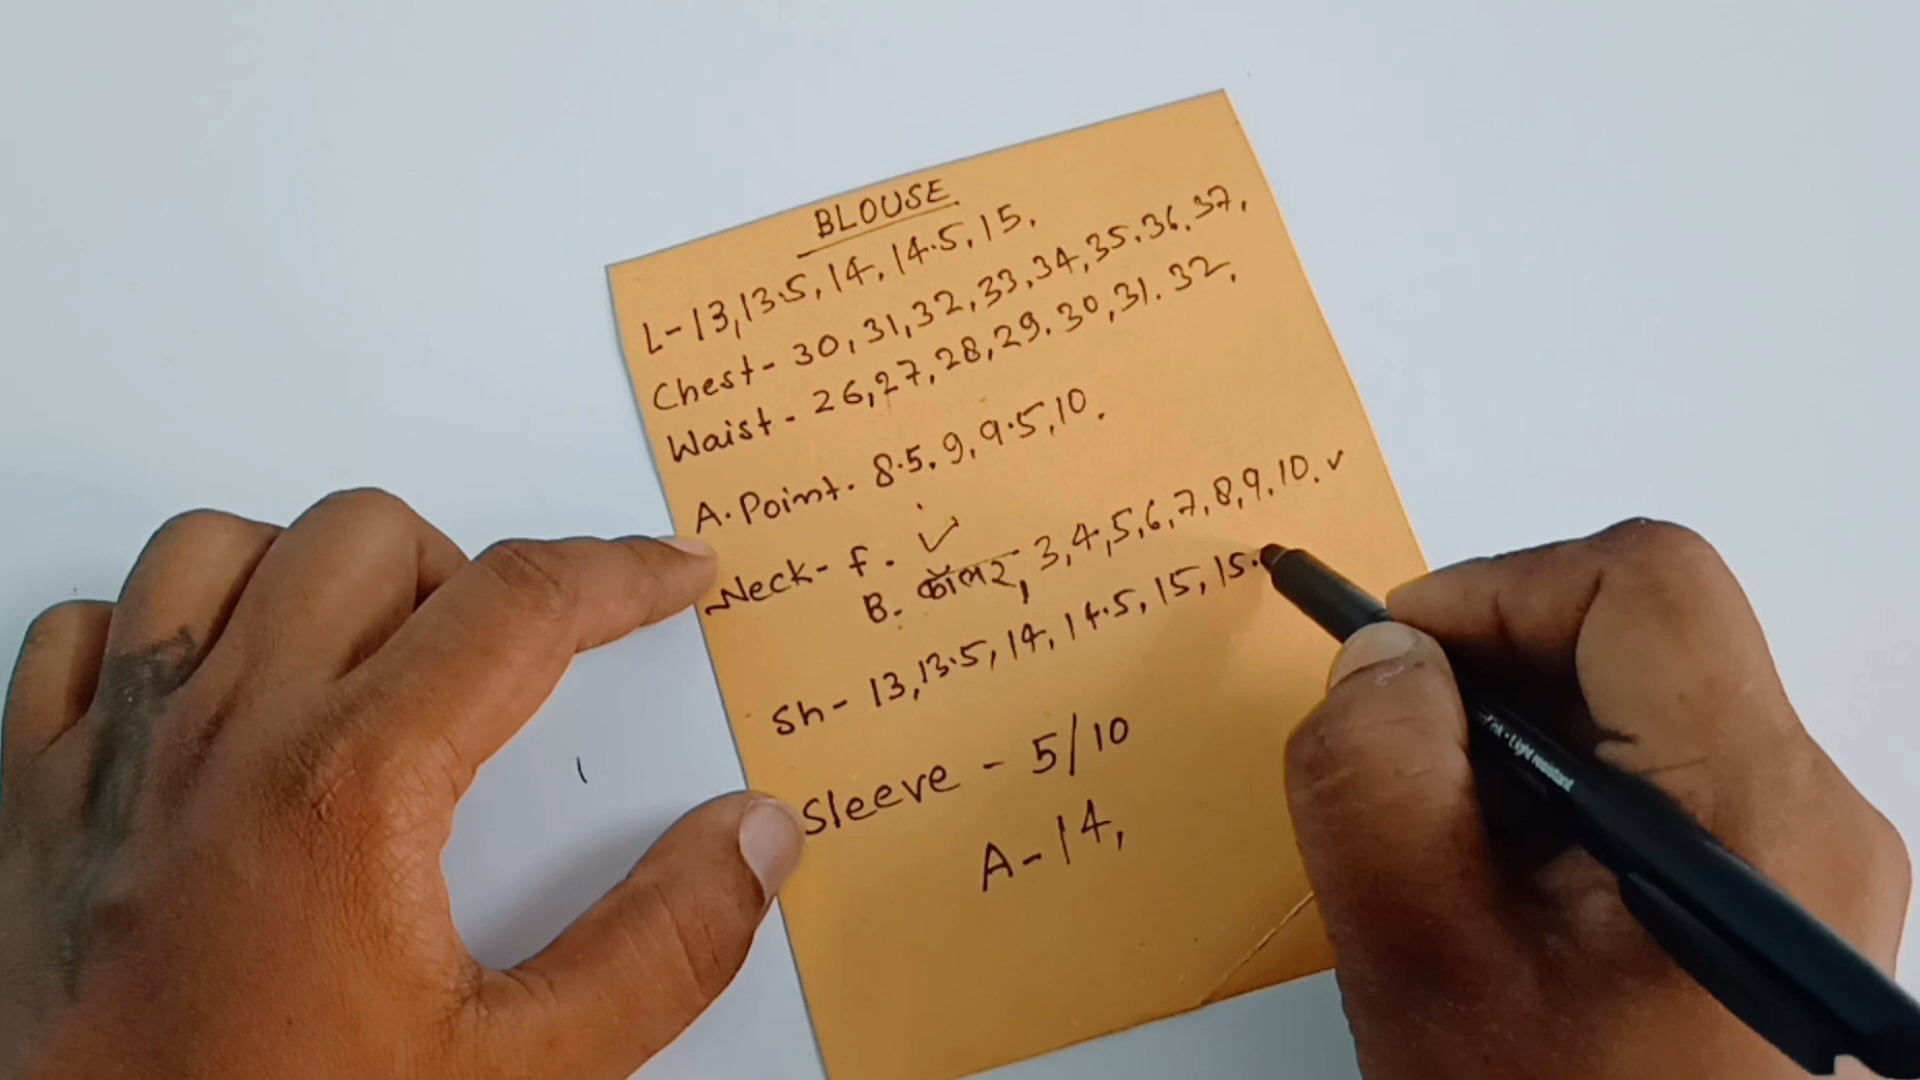 BLOUSE
L-13,13.5,14,14.5,15.
Chest-30,31,32,33,34,35.36.37.
Waist-26,27,28,29.30,31.32.
A.Point.8.5.9,9.5,10.
Neck-f. ✓
B. कॉलर, 3,4,5,6,7,8,9.10.✓
Sh-13,13.5,14,14.5,15,15.
Sleeve - 5/10
A-14,
Light resistant